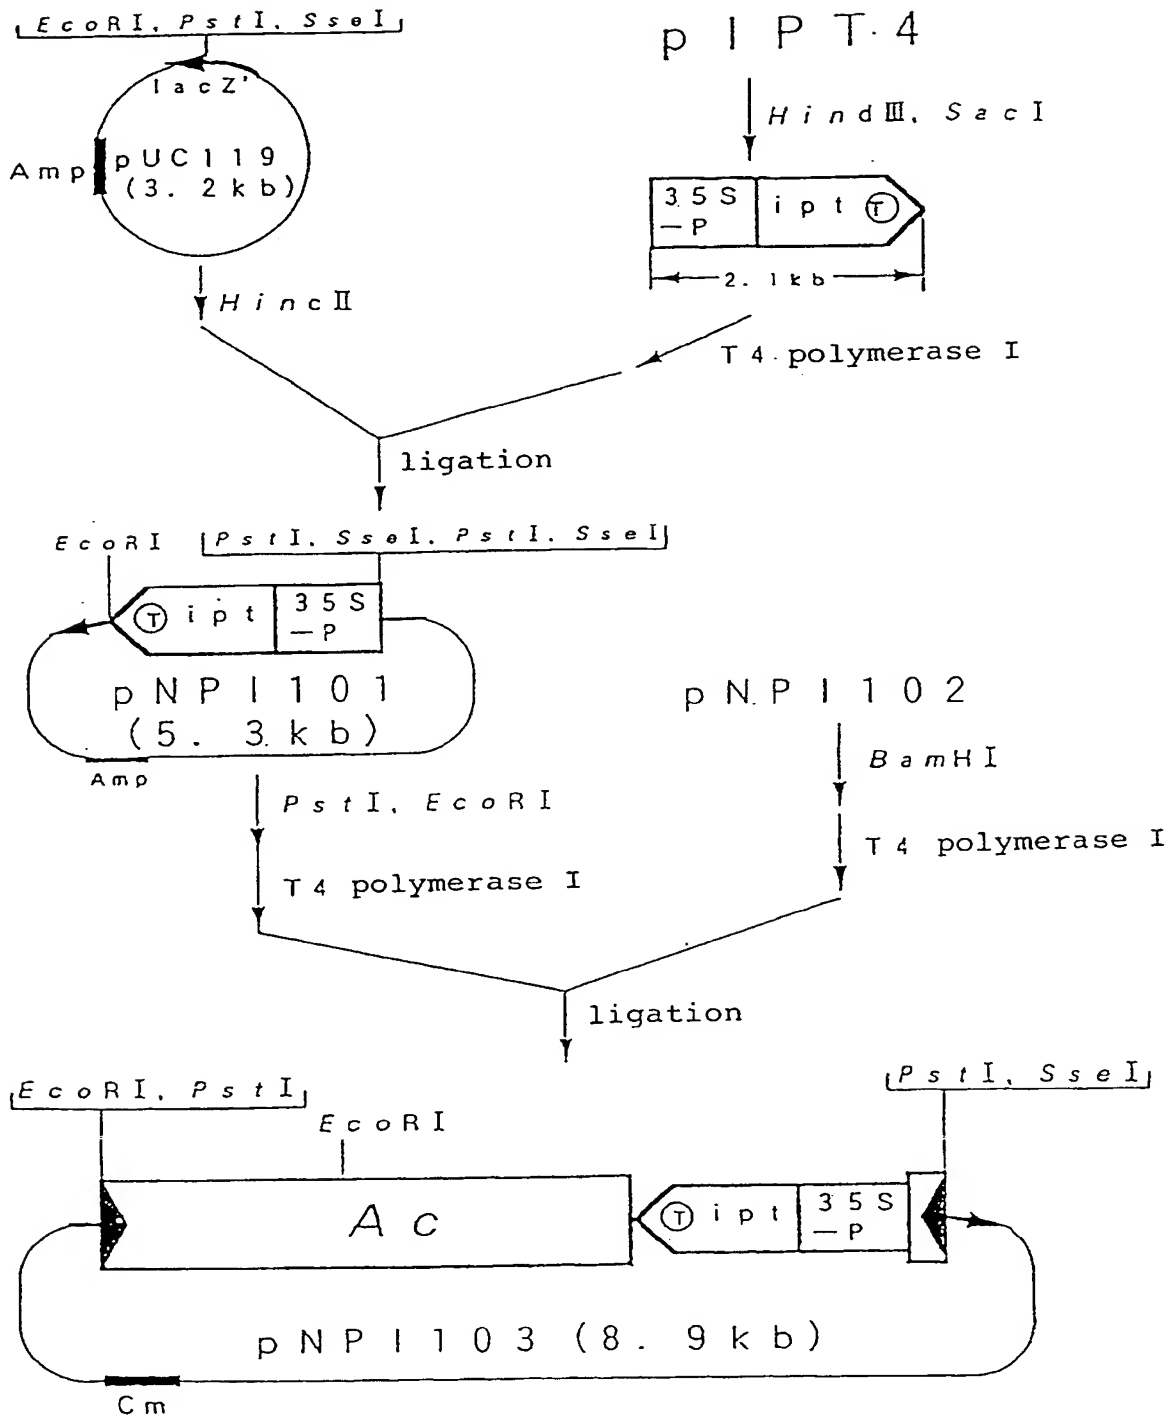 EcoRI, PstI, SseI
lacZ'
pUC119
(3.2kb)
Amp
HincII
pIPT4
HindIII, SacI
35S
-P
ipt T
2.1kb
T4 polymerase I
ligation
EcoRI
PstI, SseI, PstI, SseI
T ipt
35S
-P
pNPI101
(5.3kb)
Amp
PstI, EcoRI
T4 polymerase I
pNPI102
BamHI
T4 polymerase I
ligation
EcoRI, PstI
EcoRI
PstI, SseI
Ac
T ipt
35S
-P
pNPI103 (8.9kb)
Cm